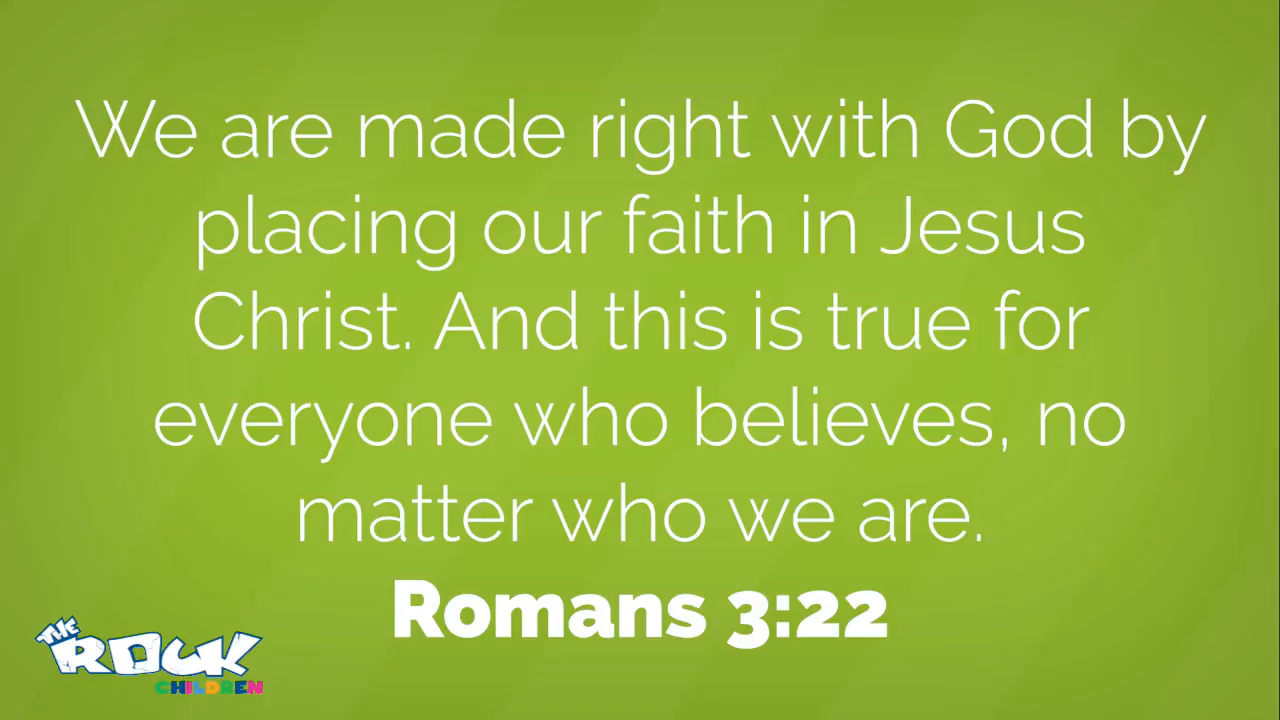 We are made right with God by
placing our faith in Jesus
Christ. And this is true for
everyone who believes, no
matter who we are.
Romans 3:22
THE
ROCK
CHILDREN